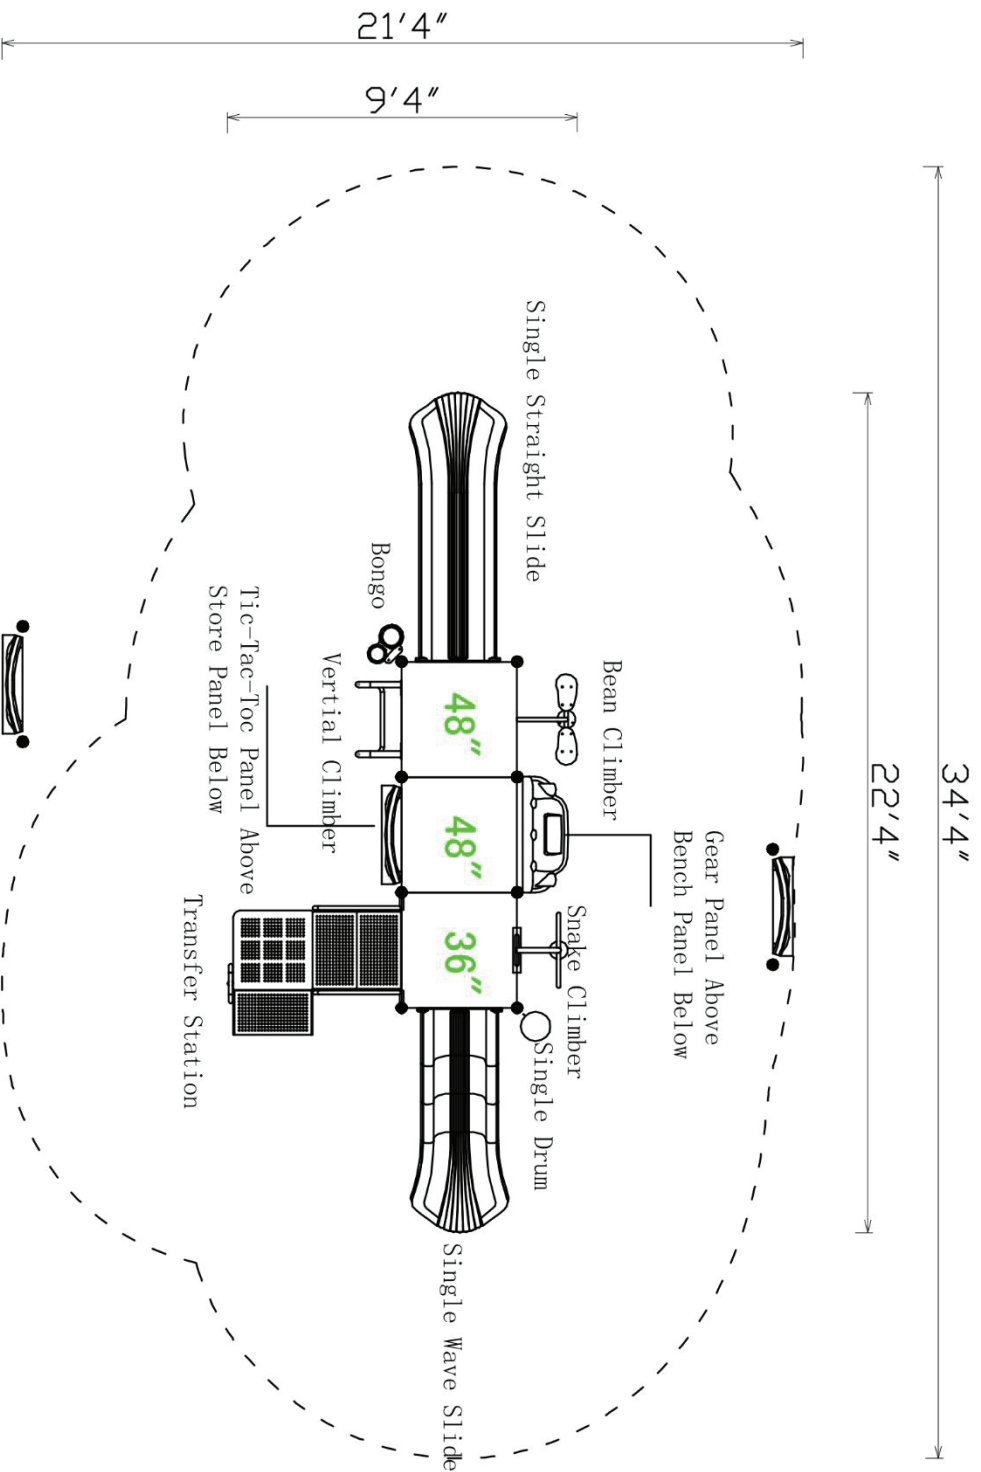 21'4"
9'4"
34'4"
22'4"
Single Straight Slide
Bongo
Tic-Tac-Toc Panel Above
Store Panel Below
Vertial Climber
Bean Climber
48"
48"
36"
Gear Panel Above
Bench Panel Below
Snake Climber
Single Drum
Transfer Station
Single Wave Slide